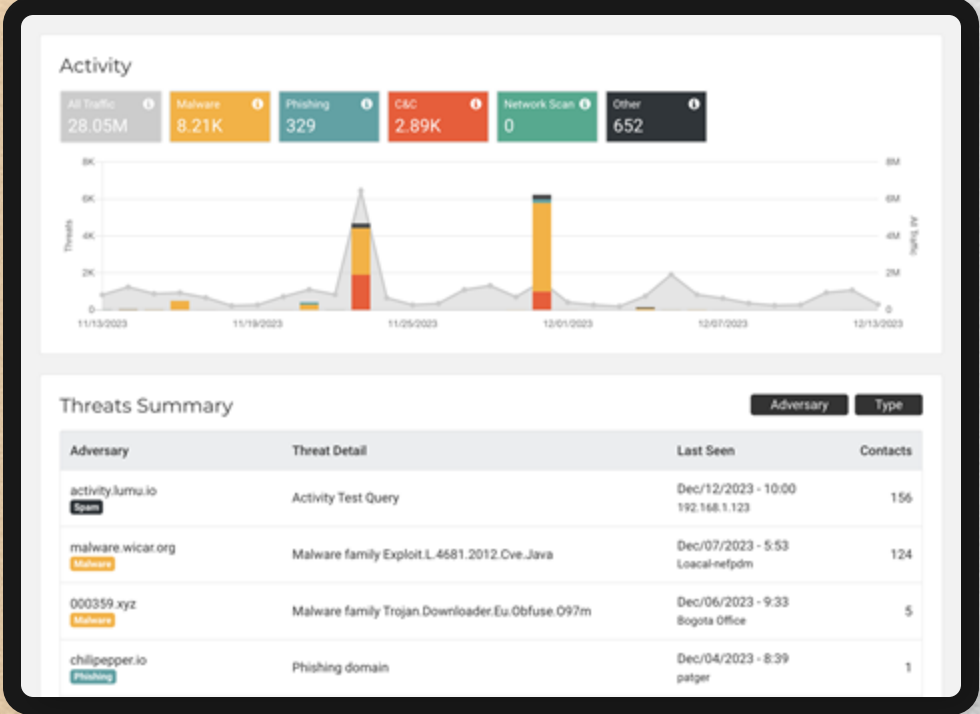 Activity
All Traffic
28.05M
Malware
8.21K
Phishing
329
C&C
2.89K
Network Scan
0
Other
652
8K
6K
4K
2K
0
Threats
8M
6M
4M
2M
0
All Traffic
11/13/2023 11/19/2023 11/25/2023 12/01/2023 12/07/2023 12/13/2023
Threats Summary
Adversary Type
Adversary Threat Detail Last Seen Contacts
activity.lumu.io
Spam
Activity Test Query
Dec/12/2023 - 10:00
192.168.1.123
156
malware.wicar.org
Malware
Malware family Exploit.L.4681.2012.Cve.Java
Dec/07/2023 - 5:53
Loacal-nefpdm
124
000359.xyz
Malware
Malware family Trojan.Downloader.Eu.Obfuse.O97m
Dec/06/2023 - 9:33
Bogota Office
5
chilipepper.io
Phishing
Phishing domain
Dec/04/2023 - 8:39
patger
1